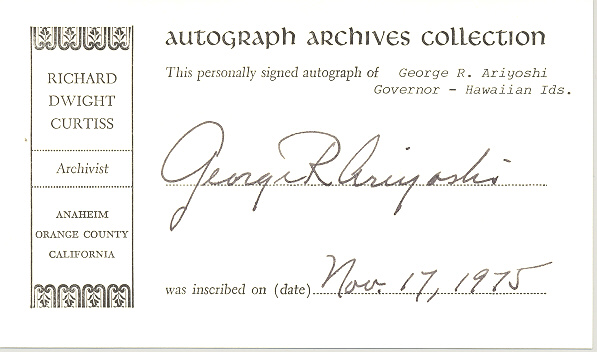 AUTOGRAPH ARCHIVES COLLECTION
This personally signed autograph of George R. Ariyoshi
Governor - Hawaiian Ids.
RICHARD
DWIGHT
CURTISS
Archivist
ANAHEIM
ORANGE COUNTY
CALIFORNIA
George R Ariyoshi
was inscribed on (date) Nov. 17, 1975